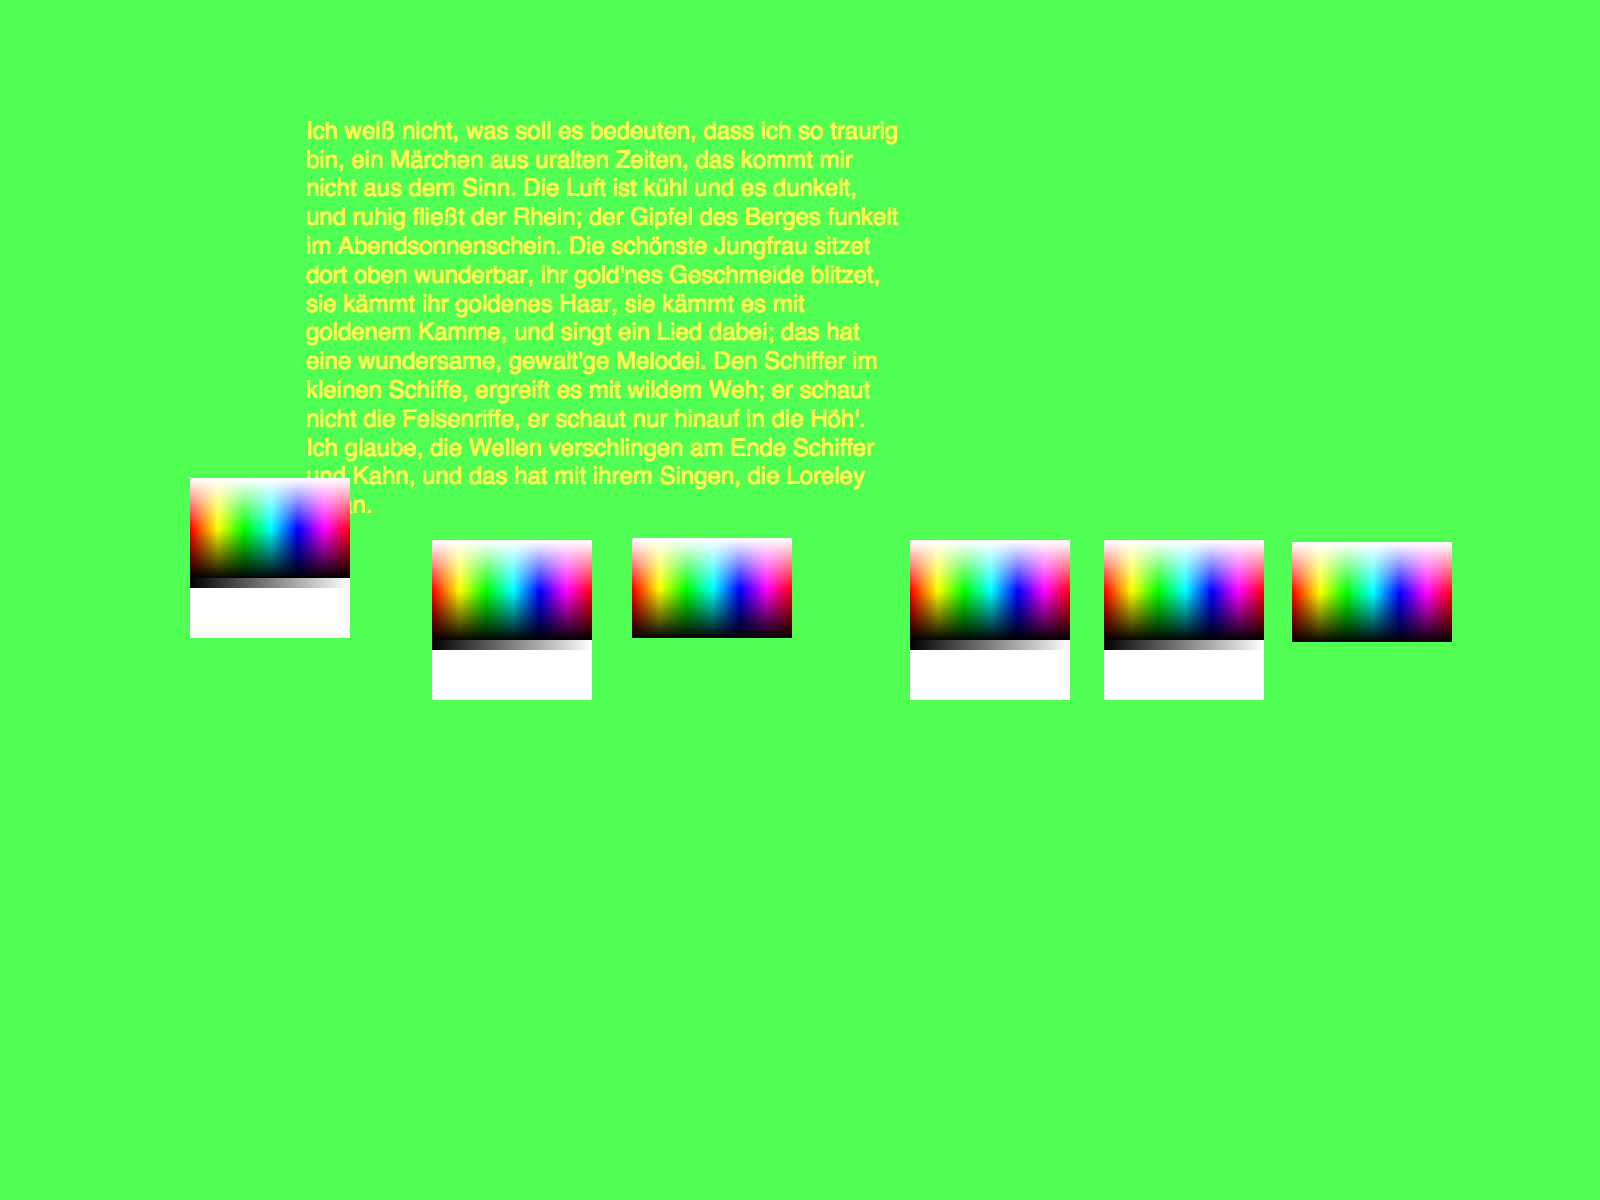 Ich weiß nicht, was soll es bedeuten, dass ich so traurig
bin, ein Märchen aus uralten Zeiten, das kommt mir
nicht aus dem Sinn. Die Luft ist kühl und es dunkelt,
und ruhig fließt der Rhein; der Gipfel des Berges funkelt
im Abendsonnenschein. Die schönste Jungfrau sitzet
dort oben wunderbar, ihr gold'nes Geschmeide blitzet,
sie kämmt ihr goldenes Haar, sie kämmt es mit
goldenem Kamme, und singt ein Lied dabei; das hat
eine wundersame, gewalt'ge Melodei. Den Schiffer im
kleinen Schiffe, ergreift es mit wildem Weh; er schaut
nicht die Felsenriffe, er schaut nur hinauf in die Höh'.
Ich glaube, die Wellen verschlingen am Ende Schiffer
und Kahn, und das hat mit ihrem Singen, die Loreley